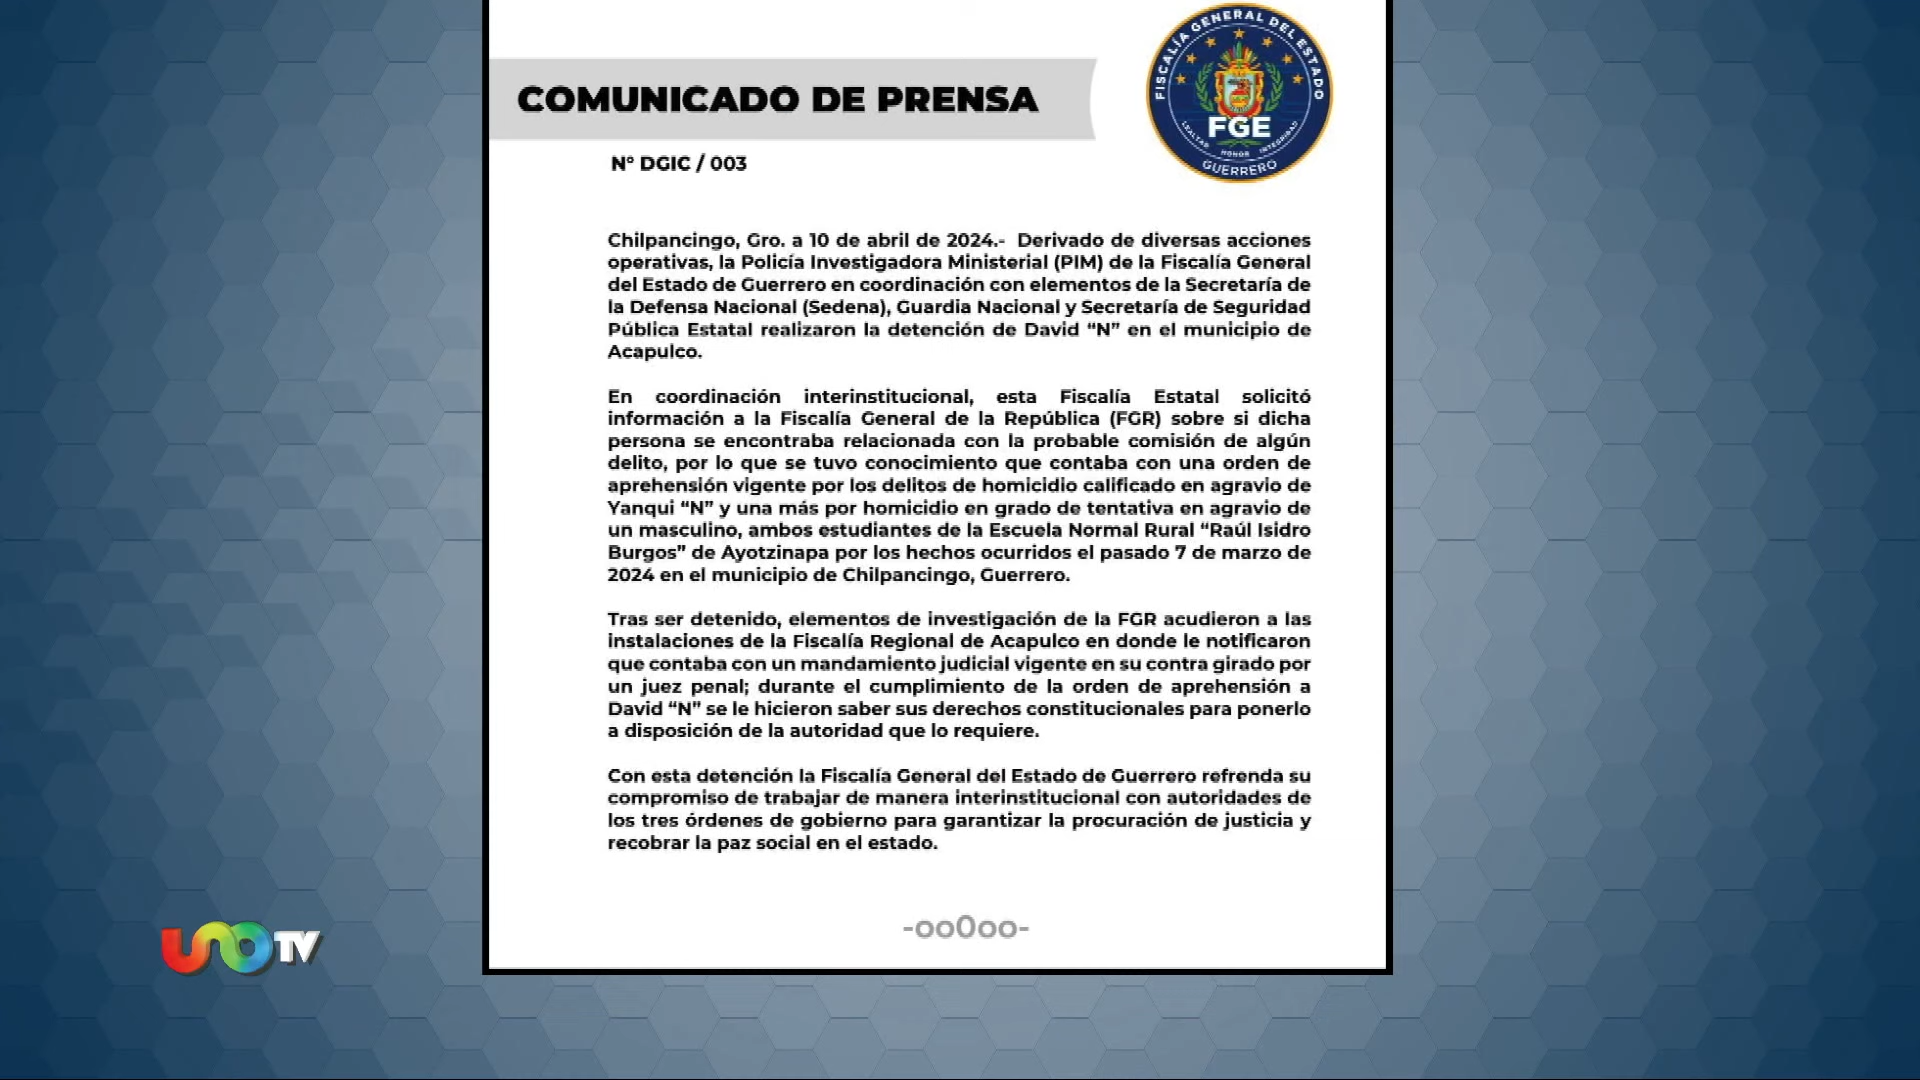 FISCALÍA GENERAL DEL ESTADO
FGE
LEALTAD HONOR INTEGRIDAD
GUERRERO
COMUNICADO DE PRENSA
N° DGIC / 003
Chilpancingo, Gro. a 10 de abril de 2024.- Derivado de diversas acciones
operativas, la Policía Investigadora Ministerial (PIM) de la Fiscalía General
del Estado de Guerrero en coordinación con elementos de la Secretaría de
la Defensa Nacional (Sedena), Guardia Nacional y Secretaría de Seguridad
Pública Estatal realizaron la detención de David “N” en el municipio de
Acapulco.
En coordinación interinstitucional, esta Fiscalía Estatal solicitó
información a la Fiscalía General de la República (FGR) sobre si dicha
persona se encontraba relacionada con la probable comisión de algún
delito, por lo que se tuvo conocimiento que contaba con una orden de
aprehensión vigente por los delitos de homicidio calificado en agravio de
Yanqui “N” y una más por homicidio en grado de tentativa en agravio de
un masculino, ambos estudiantes de la Escuela Normal Rural “Raúl Isidro
Burgos” de Ayotzinapa por los hechos ocurridos el pasado 7 de marzo de
2024 en el municipio de Chilpancingo, Guerrero.
Tras ser detenido, elementos de investigación de la FGR acudieron a las
instalaciones de la Fiscalía Regional de Acapulco en donde le notificaron
que contaba con un mandamiento judicial vigente en su contra girado por
un juez penal; durante el cumplimiento de la orden de aprehensión a
David “N” se le hicieron saber sus derechos constitucionales para ponerlo
a disposición de la autoridad que lo requiere.
Con esta detención la Fiscalía General del Estado de Guerrero refrenda su
compromiso de trabajar de manera interinstitucional con autoridades de
los tres órdenes de gobierno para garantizar la procuración de justicia y
recobrar la paz social en el estado.
-oo0oo-
UNO TV